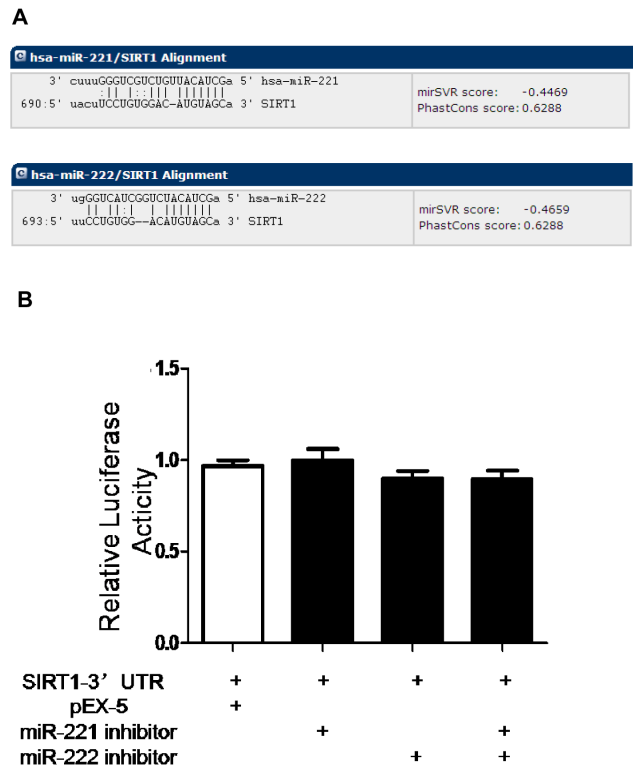 A
hsa-miR-221/SIRT1 Alignment
3' cuuuGGGUCGUCUGUUACAUCGa 5' hsa-miR-221
:|| |::||| |||||||
690:5' uacuUCCUGUGGAC-AUGUAGCa 3' SIRT1
mirSVR score: -0.4469
PhastCons score: 0.6288
hsa-miR-222/SIRT1 Alignment
3' ugGGUCAUCGGUCUACAUCGa 5' hsa-miR-222
|| ||:| | |||||||
693:5' uuCCUGUGG--ACAUGUAGCa 3' SIRT1
mirSVR score: -0.4659
PhastCons score: 0.6288
B
Relative Luciferase
Acticity
1.5
1.0
0.5
0.0
SIRT1-3' UTR + + + +
pEX-5 +
miR-221 inhibitor + +
miR-222 inhibitor + +